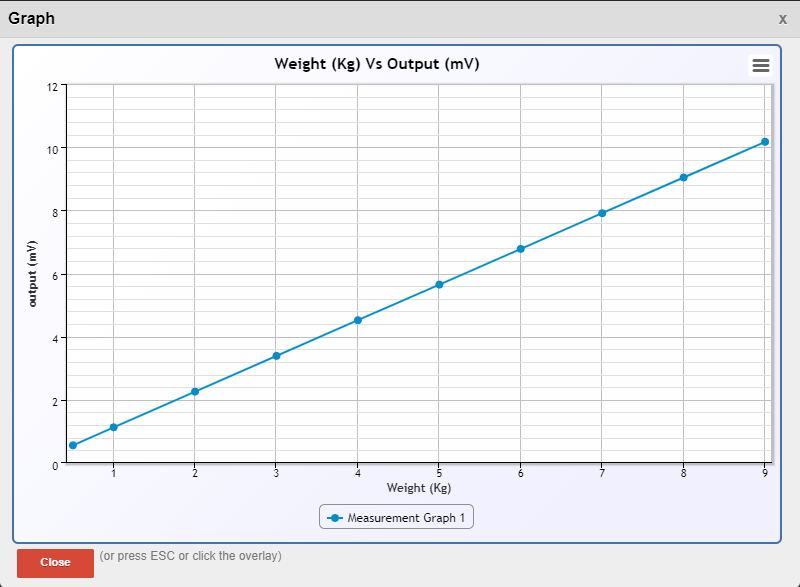 Graph x
Weight (Kg) Vs Output (mV)
12
10
8
6
4
2
0
output (mV)
1 2 3 4 5 6 7 8 9
Weight (Kg)
Measurement Graph 1
Close (or press ESC or click the overlay)